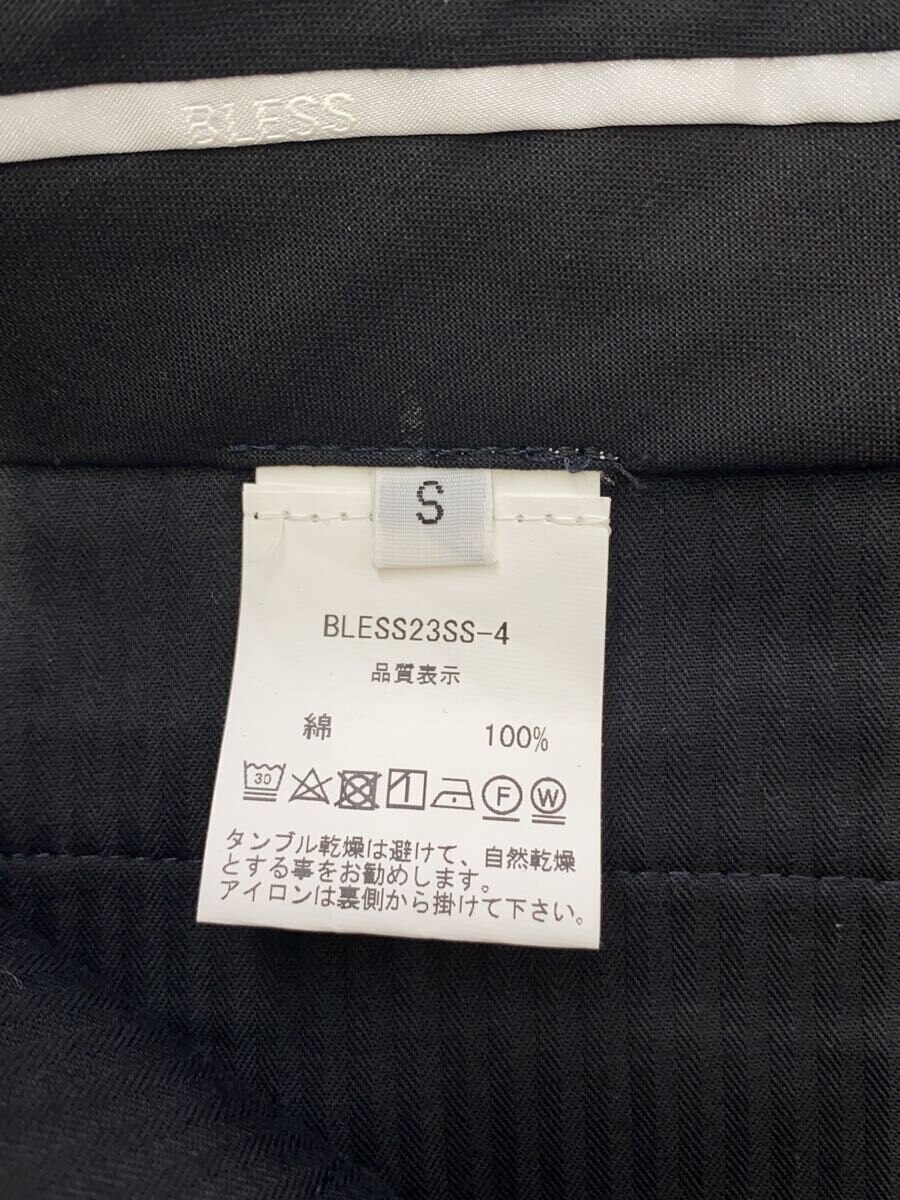 BLESS
S
BLESS23SS-4
品質表示
綿 100%
30 F W
タンブル乾燥は避けて、自然乾燥
とする事をお勧めします。
アイロンは裏側から掛けて下さい。